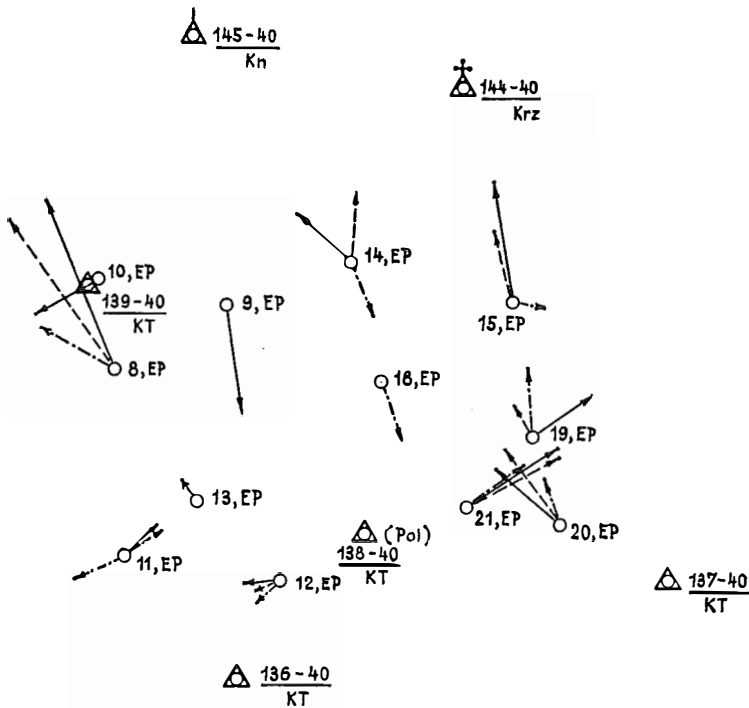 145-40
Kn
144-40
Krz
14, EP
10, EP
139-40
KT
9, EP
15, EP
8, EP
18, EP
19, EP
13, EP
21, EP
20, EP
(Pol)
138-40
KT
11, EP
12, EP
137-40
KT
136-40
KT